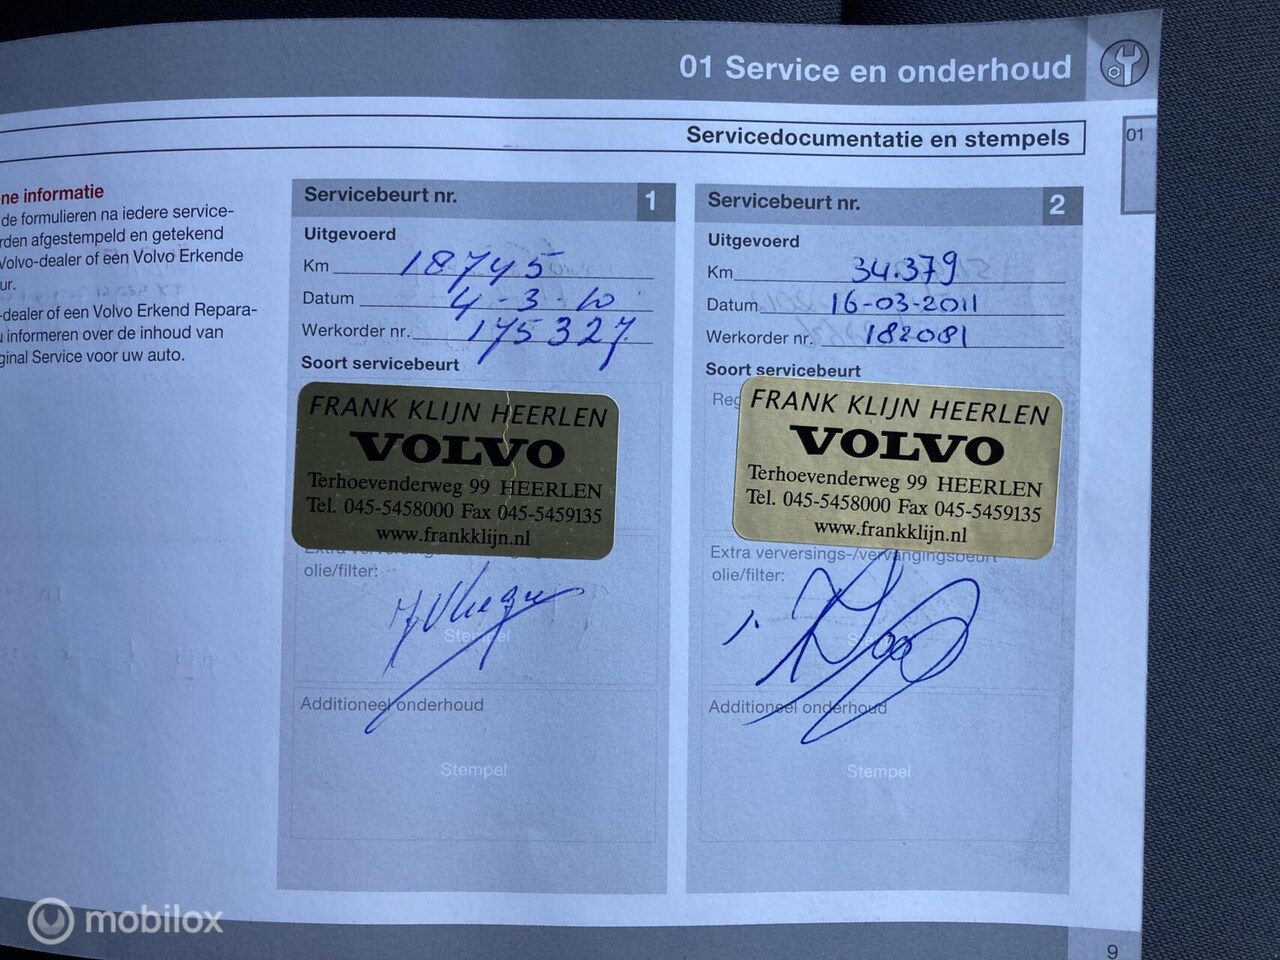 01 Service en onderhoud
Servicedocumentatie en stempels
01
ne informatie
de formulieren na iedere service-
rden afgestempeld en getekend
Volvo-dealer of een Volvo Erkende
ur.
-dealer of een Volvo Erkend Repara-
u informeren over de inhoud van
ginal Service voor uw auto.
Servicebeurt nr. 1
Uitgevoerd
Km 18745
Datum 4-3-10
Werkorder nr. 175327
Soort servicebeurt
FRANK KLIJN HEERLEN
VOLVO
Terhoevenderweg 99 HEERLEN
Tel. 045-5458000 Fax 045-5459135
www.frankklijn.nl
olie/filter:
Stempel
Additioneel onderhoud
Stempel
Servicebeurt nr. 2
Uitgevoerd
Km 34.379
Datum 16-03-2011
Werkorder nr. 182081
Soort servicebeurt
Reg
FRANK KLIJN HEERLEN
VOLVO
Terhoevenderweg 99 HEERLEN
Tel. 045-5458000 Fax 045-5459135
www.frankklijn.nl
Extra verversings-/vervangingsbeurt
olie/filter:
Additioneel onderhoud
Stempel
9
mobilox